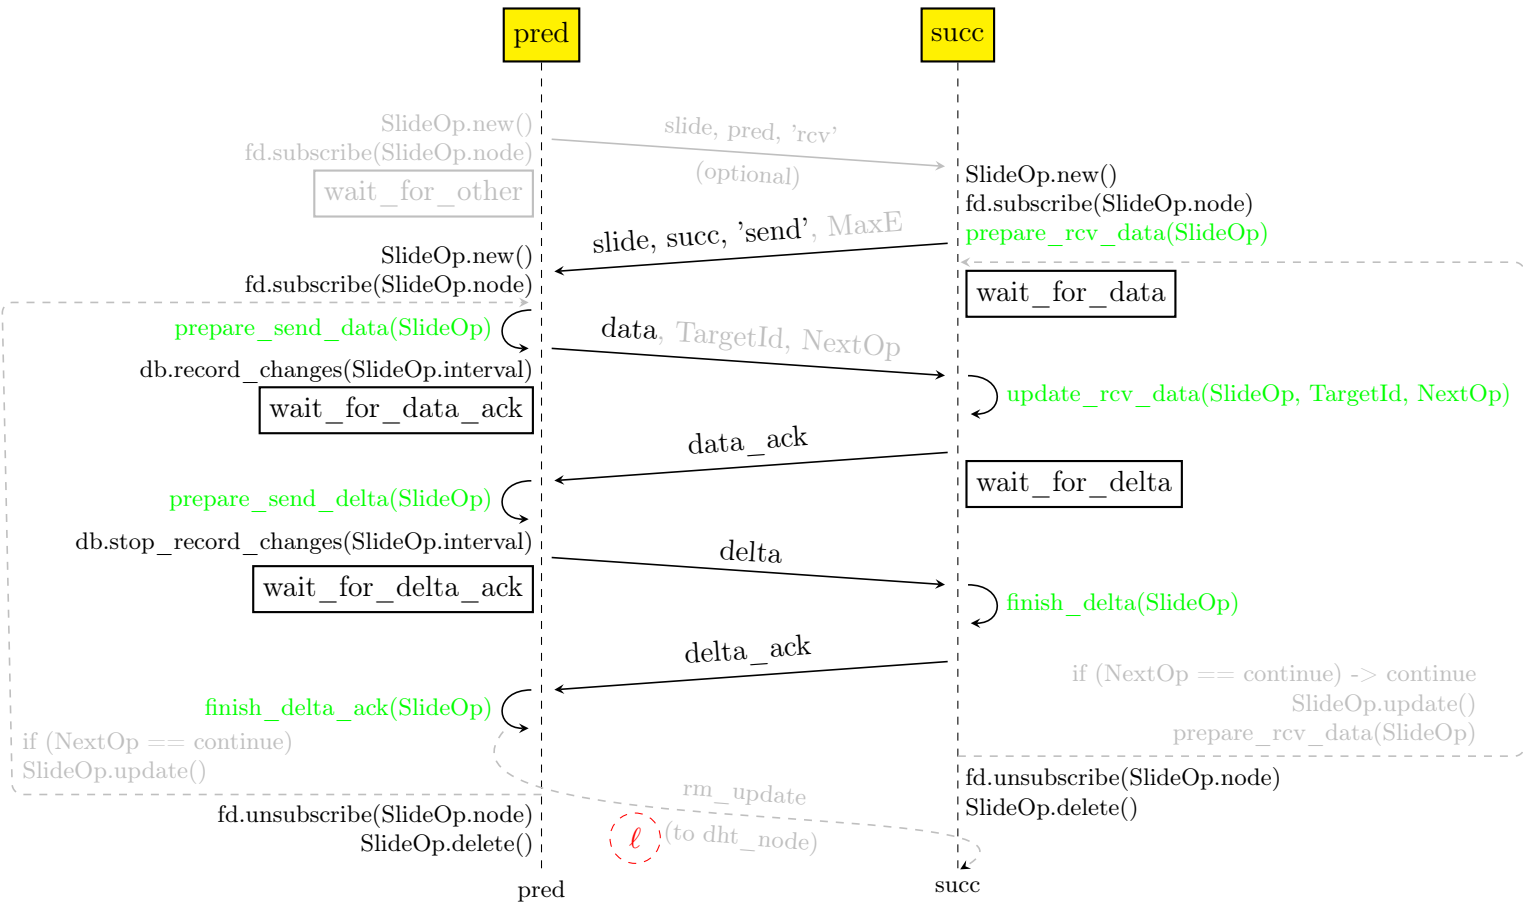 pred
succ
SlideOp.new()
fd.subscribe(SlideOp.node)
wait_for_other
slide, pred, 'rcv'
(optional)
SlideOp.new()
fd.subscribe(SlideOp.node)
prepare_rcv_data(SlideOp)
slide, succ, 'send', MaxE
SlideOp.new()
fd.subscribe(SlideOp.node)
wait_for_data
prepare_send_data(SlideOp)
data, TargetId, NextOp
db.record_changes(SlideOp.interval)
wait_for_data_ack
update_rcv_data(SlideOp, TargetId, NextOp)
data_ack
wait_for_delta
prepare_send_delta(SlideOp)
db.stop_record_changes(SlideOp.interval)
wait_for_delta_ack
delta
finish_delta(SlideOp)
delta_ack
if (NextOp == continue) -> continue
SlideOp.update()
prepare_rcv_data(SlideOp)
finish_delta_ack(SlideOp)
if (NextOp == continue)
SlideOp.update()
fd.unsubscribe(SlideOp.node)
SlideOp.delete()
rm_update
(to dht_node)
ℓ
fd.unsubscribe(SlideOp.node)
SlideOp.delete()
pred
succ